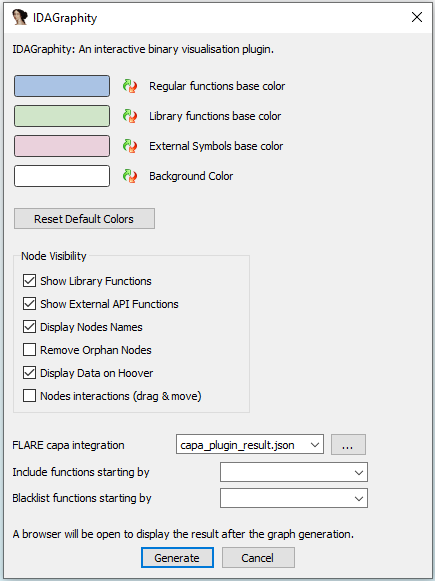 IDAGraphity
IDAGraphity: An interactive binary visualisation plugin.
Regular functions base color
Library functions base color
External Symbols base color
Background Color
Reset Default Colors
Node Visibility
Show Library Functions
Show External API Functions
Display Nodes Names
Remove Orphan Nodes
Display Data on Hoover
Nodes interactions (drag & move)
FLARE capa integration capa_plugin_result.json ...
Include functions starting by
Blacklist functions starting by
A browser will be open to display the result after the graph generation.
Generate Cancel